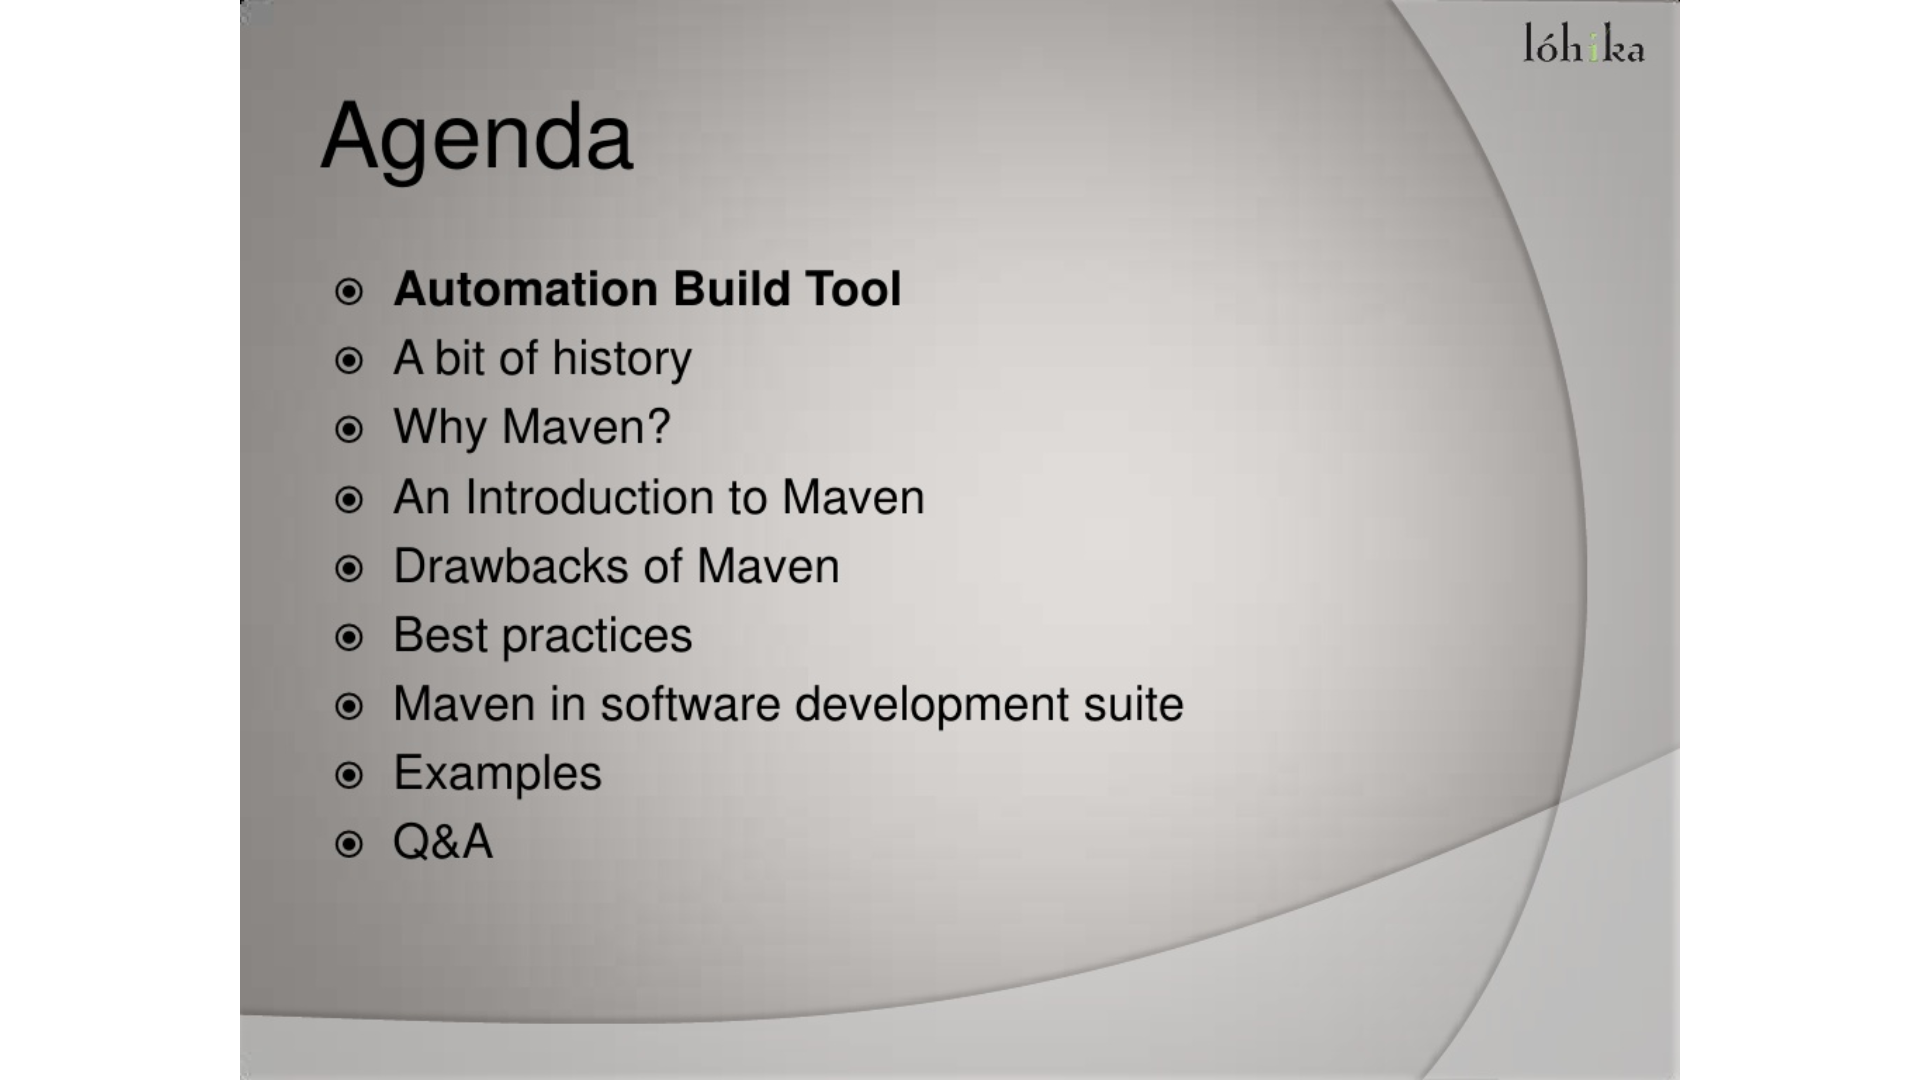 lóhika
Agenda
Automation Build Tool
A bit of history
Why Maven?
An Introduction to Maven
Drawbacks of Maven
Best practices
Maven in software development suite
Examples
Q&A